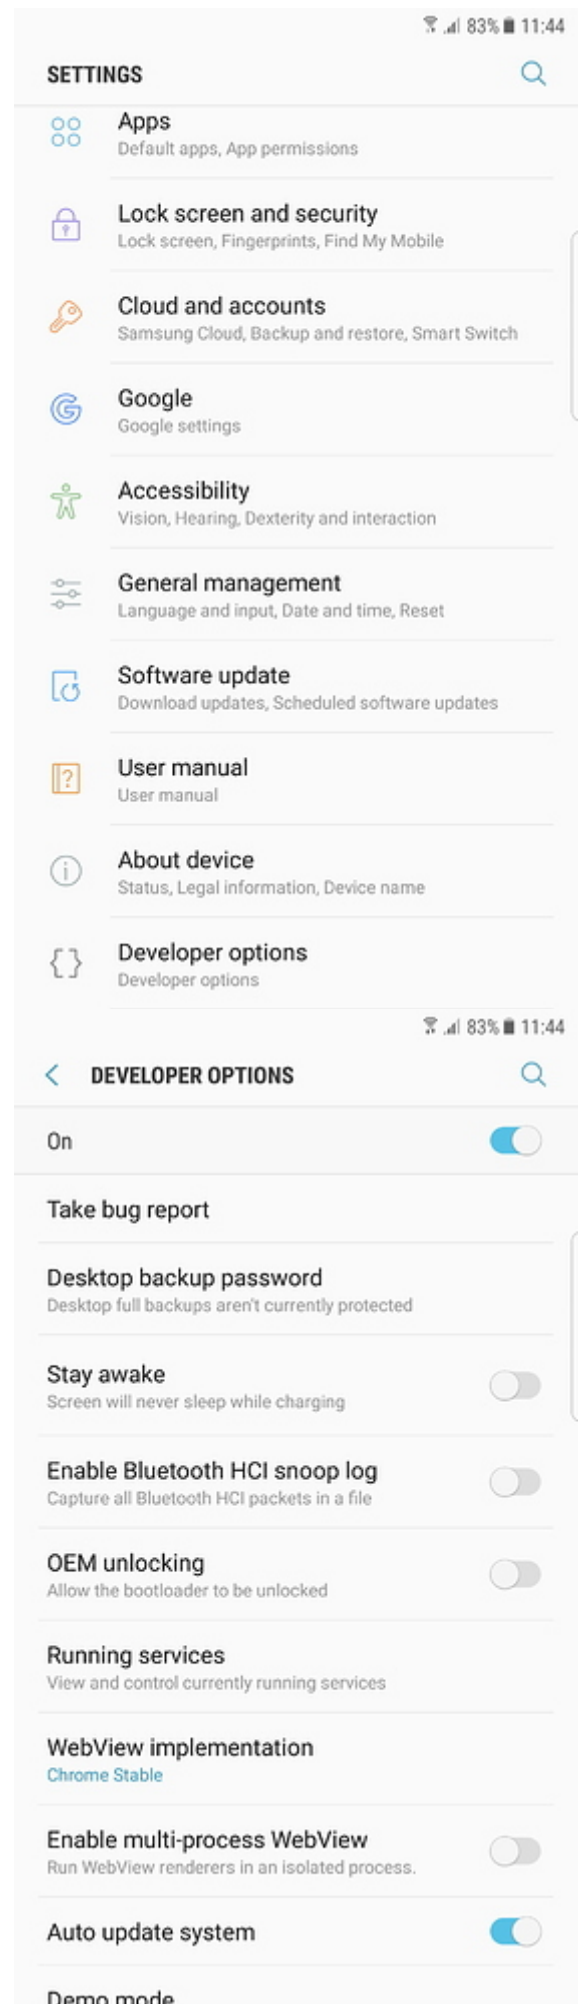 83% 11:44
SETTINGS
Apps
Default apps, App permissions
Lock screen and security
Lock screen, Fingerprints, Find My Mobile
Cloud and accounts
Samsung Cloud, Backup and restore, Smart Switch
Google
Google settings
Accessibility
Vision, Hearing, Dexterity and interaction
General management
Language and input, Date and time, Reset
Software update
Download updates, Scheduled software updates
User manual
User manual
About device
Status, Legal information, Device name
Developer options
Developer options
83% 11:44
DEVELOPER OPTIONS
On
Take bug report
Desktop backup password
Desktop full backups aren't currently protected
Stay awake
Screen will never sleep while charging
Enable Bluetooth HCI snoop log
Capture all Bluetooth HCI packets in a file
OEM unlocking
Allow the bootloader to be unlocked
Running services
View and control currently running services
WebView implementation
Chrome Stable
Enable multi-process WebView
Run WebView renderers in an isolated process.
Auto update system
Demo mode